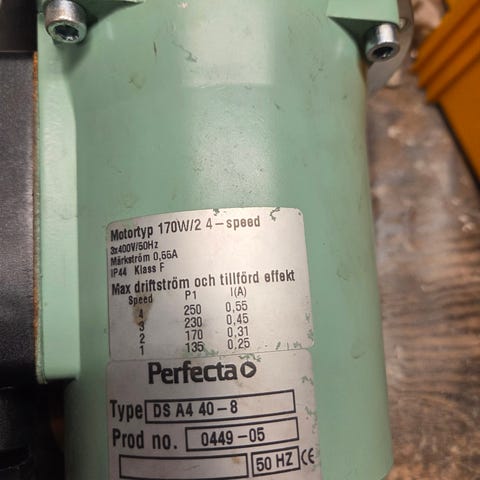 Motortyp 170W/2 4-speed
3x400V/50Hz
Märkström 0,66A
IP44 Klass F
Max driftström och tillförd effekt
Speed P1 I(A)
4 250 0,55
3 230 0,45
2 170 0,31
1 135 0.25
Perfecta
Type DS A4 40-8
Prod no. 0449-05
50 HZ CE